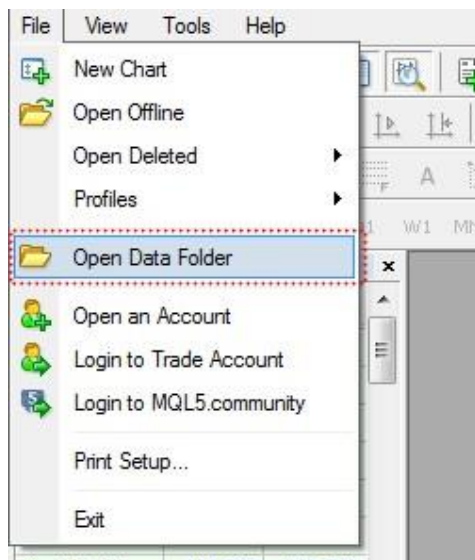 File View Tools Help
New Chart
Open Offline
Open Deleted
Profiles
A
W1 MN
Open Data Folder
Open an Account
Login to Trade Account
Login to MQL5.community
Print Setup...
Exit